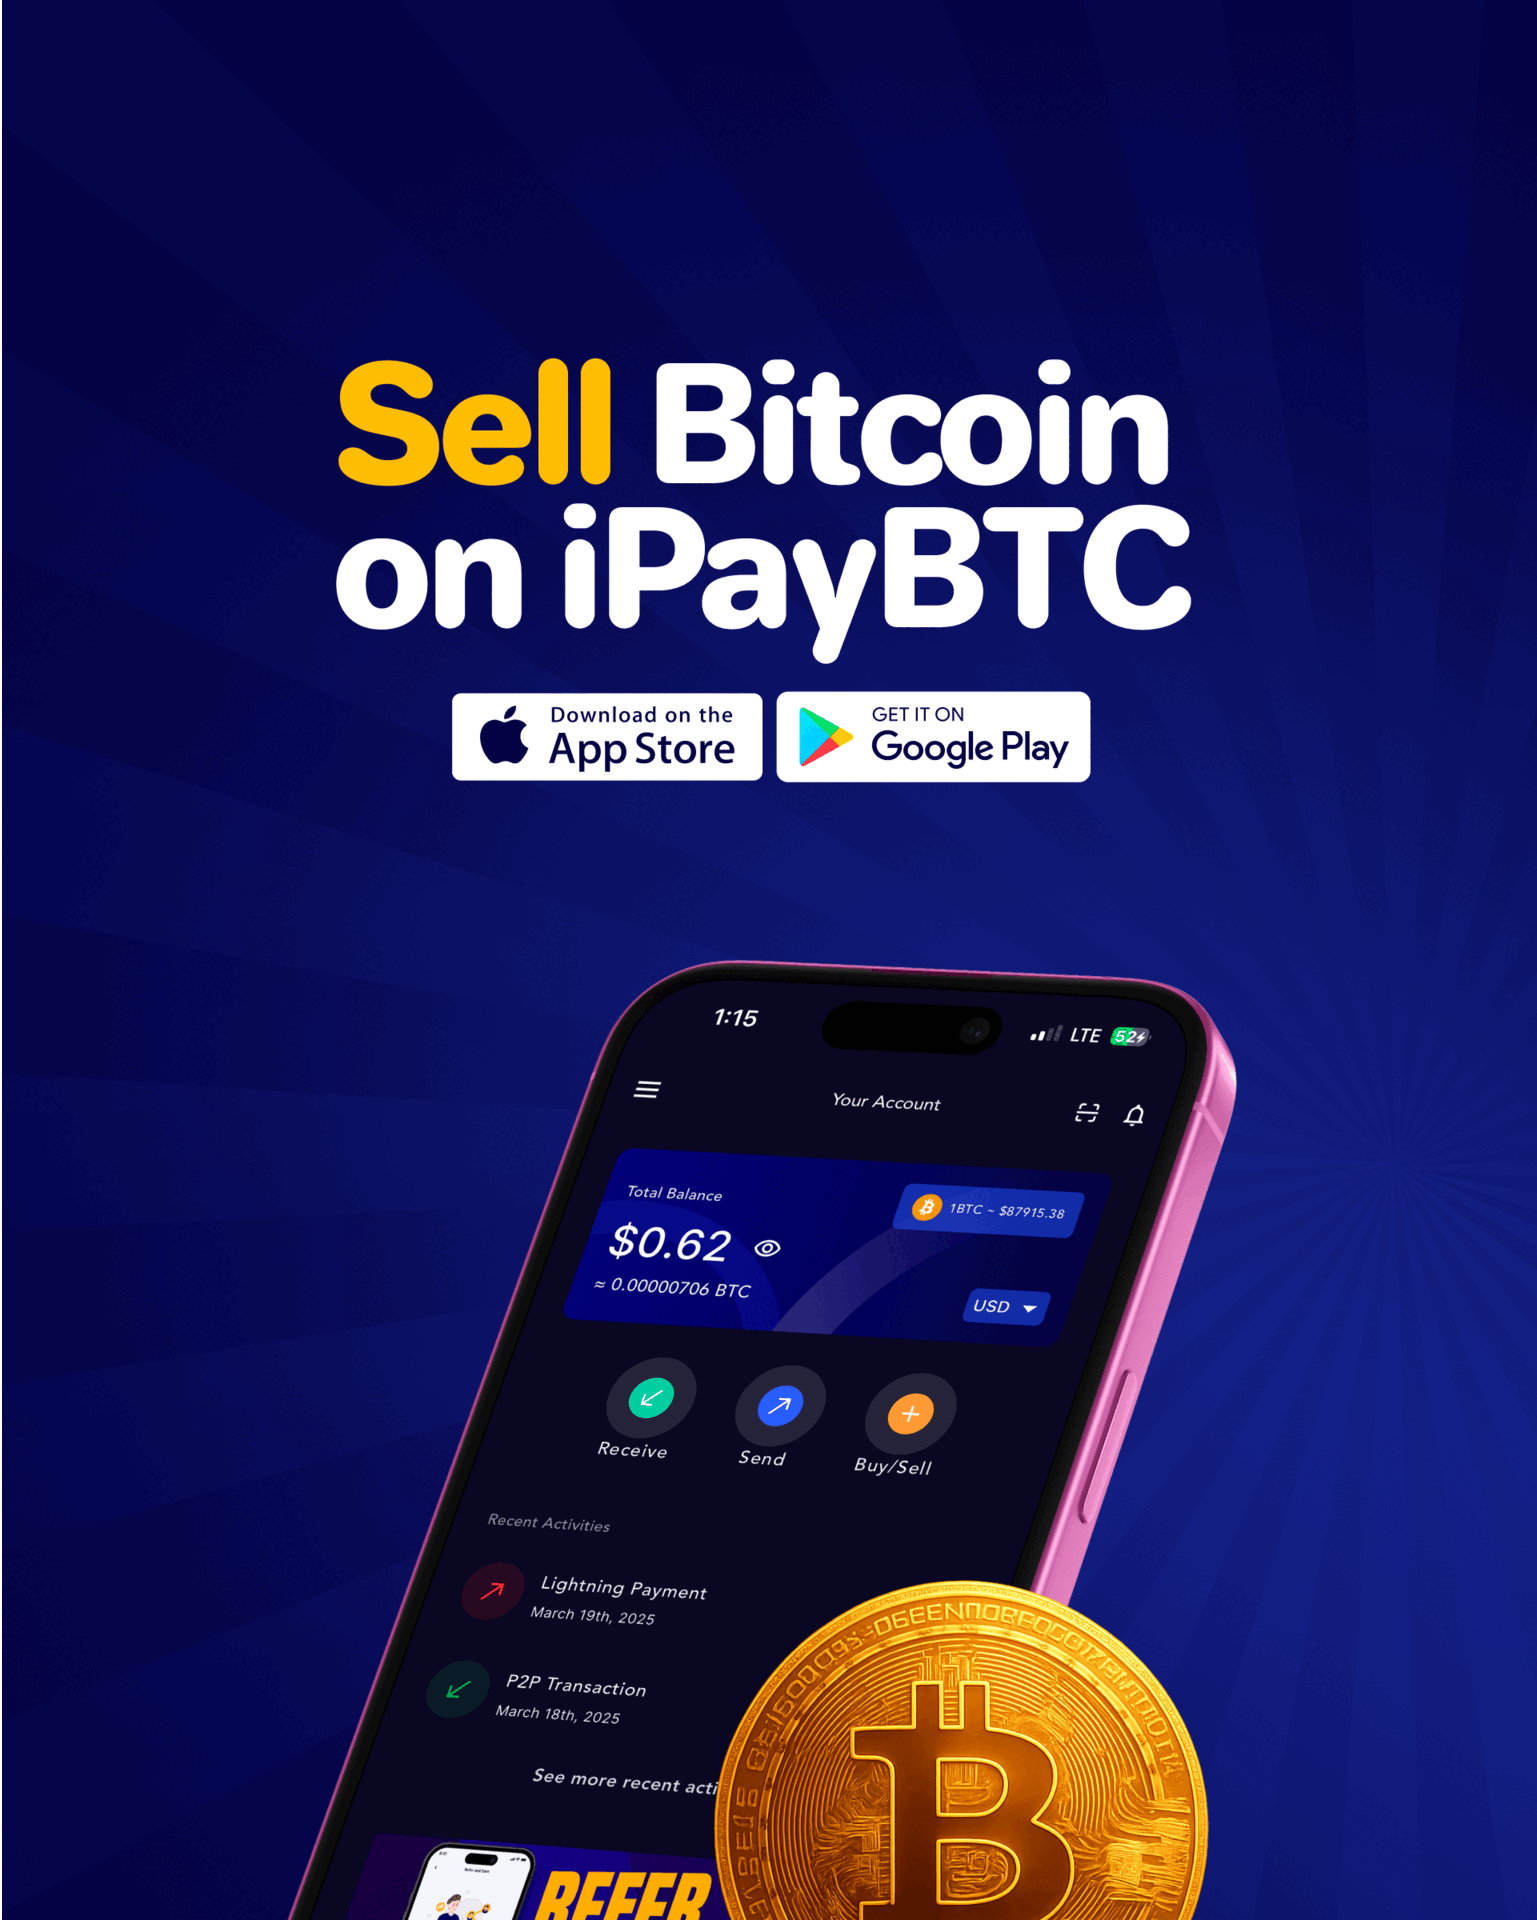 Sell Bitcoin
on iPayBTC
Download on the
App Store
GET IT ON
Google Play
1:15
LTE
52
Your Account
Total Balance
1BTC ~ $87915.38
$0.62
≈ 0.00000706 BTC
USD
Receive
Send
Buy/Sell
Recent Activities
Lightning Payment
March 19th, 2025
P2P Transaction
March 18th, 2025
See more recent acti
REFER